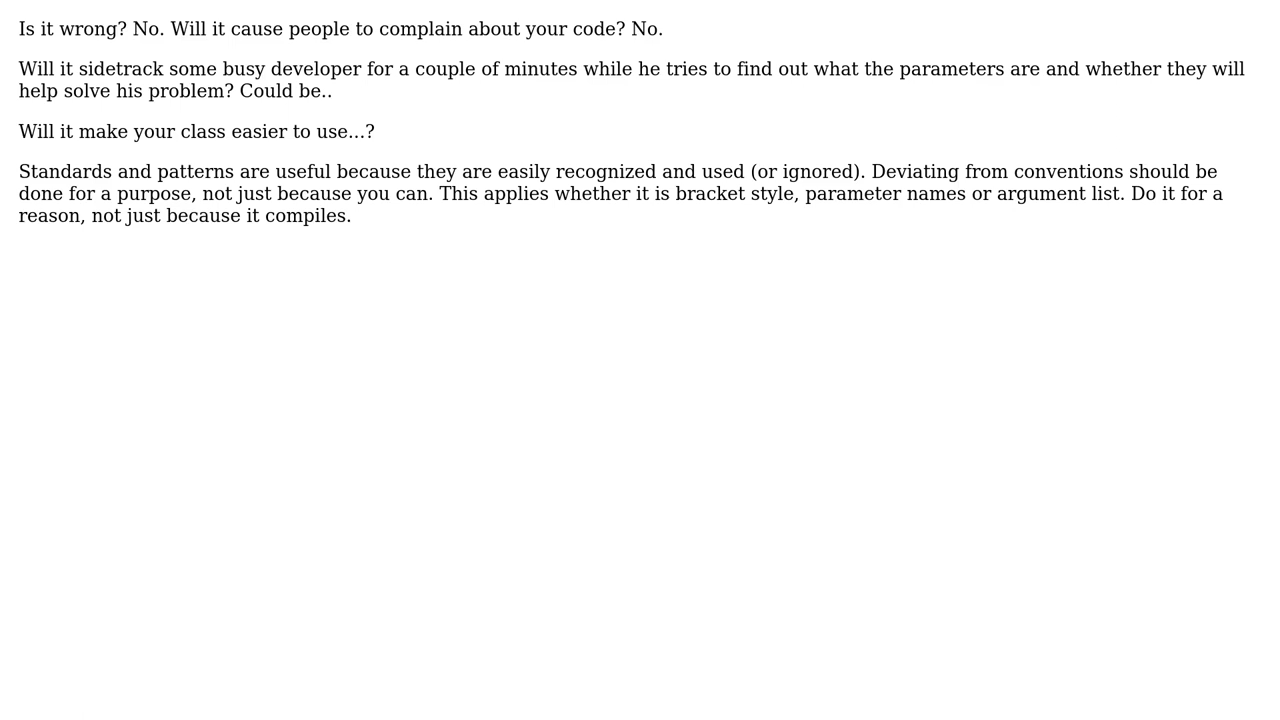 Is it wrong? No. Will it cause people to complain about your code? No.
Will it sidetrack some busy developer for a couple of minutes while he tries to find out what the parameters are and whether they will
help solve his problem? Could be..
Will it make your class easier to use...?
Standards and patterns are useful because they are easily recognized and used (or ignored). Deviating from conventions should be
done for a purpose, not just because you can. This applies whether it is bracket style, parameter names or argument list. Do it for a
reason, not just because it compiles.